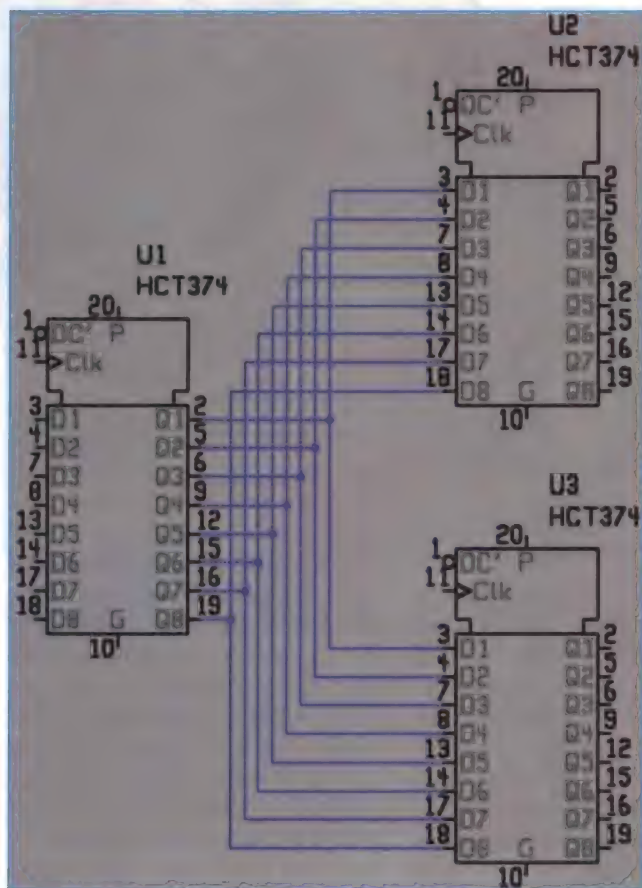 U2
HCT374
20
1 OC' P
11 Clk
3 D1 Q1 2
4 D2 Q2 5
7 D3 Q3 6
8 D4 Q4 9
13 D5 Q5 12
14 D6 Q6 15
17 D7 Q7 16
18 D8 G Q8 19
10
U1
HCT374
20
1 OC' P
11 Clk
3 D1 Q1 2
4 D2 Q2 5
7 D3 Q3 6
8 D4 Q4 9
13 D5 Q5 12
14 D6 Q6 15
17 D7 Q7 16
18 D8 G Q8 19
10
U3
HCT374
20
1 OC' P
11 Clk
3 D1 Q1 2
4 D2 Q2 5
7 D3 Q3 6
8 D4 Q4 9
13 D5 Q5 12
14 D6 Q6 15
17 D7 Q7 16
18 D8 G Q8 19
10